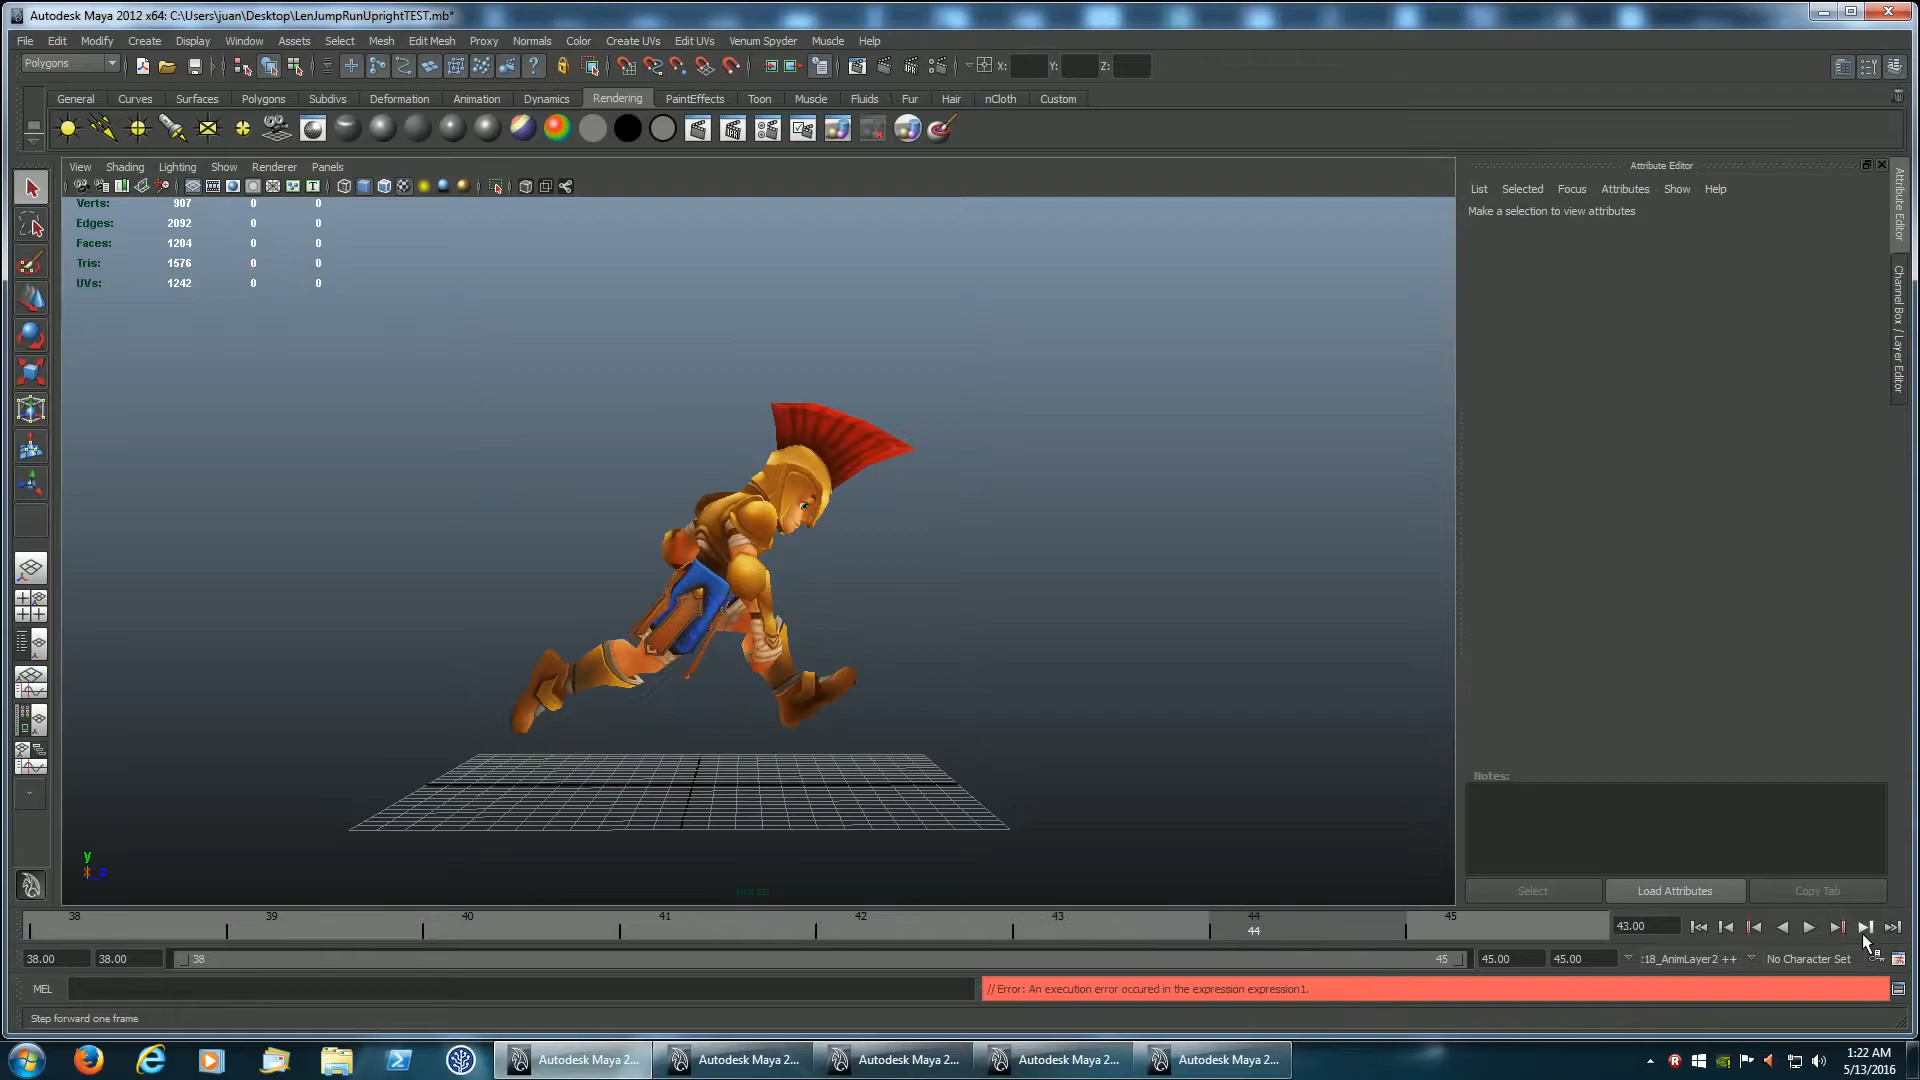 Autodesk Maya 2012 x64: C:\Users\juan\Desktop\LenJumpRunUprightTEST.mb*
File Edit Modify Create Display Window Assets Select Mesh Edit Mesh Proxy Normals Color Create UVs Edit UVs Venum Spyder Muscle Help
Polygons X: Y: Z:
General Curves Surfaces Polygons Subdivs Deformation Animation Dynamics Rendering PaintEffects Toon Muscle Fluids Fur Hair nCloth Custom
View Shading Lighting Show Renderer Panels
Attribute Editor
List Selected Focus Attributes Show Help
Make a selection to view attributes
Attribute Editor
Channel Box / Layer Editor
Verts: 907 0 0
Edges: 2092 0 0
Faces: 1204 0 0
Tris: 1576 0 0
UVs: 1242 0 0
y
z
persp
Notes:
Select Load Attributes Copy Tab
38 39 40 41 42 43 44 45
44
43.00
38.00 38.00 38 45 45.00 45.00 :18_AnimLayer2 ++ No Character Set
MEL // Error: An execution error occured in the expression expression1.
Step forward one frame
Autodesk Maya 2... Autodesk Maya 2... Autodesk Maya 2... Autodesk Maya 2... Autodesk Maya 2...
1:22 AM
5/13/2016